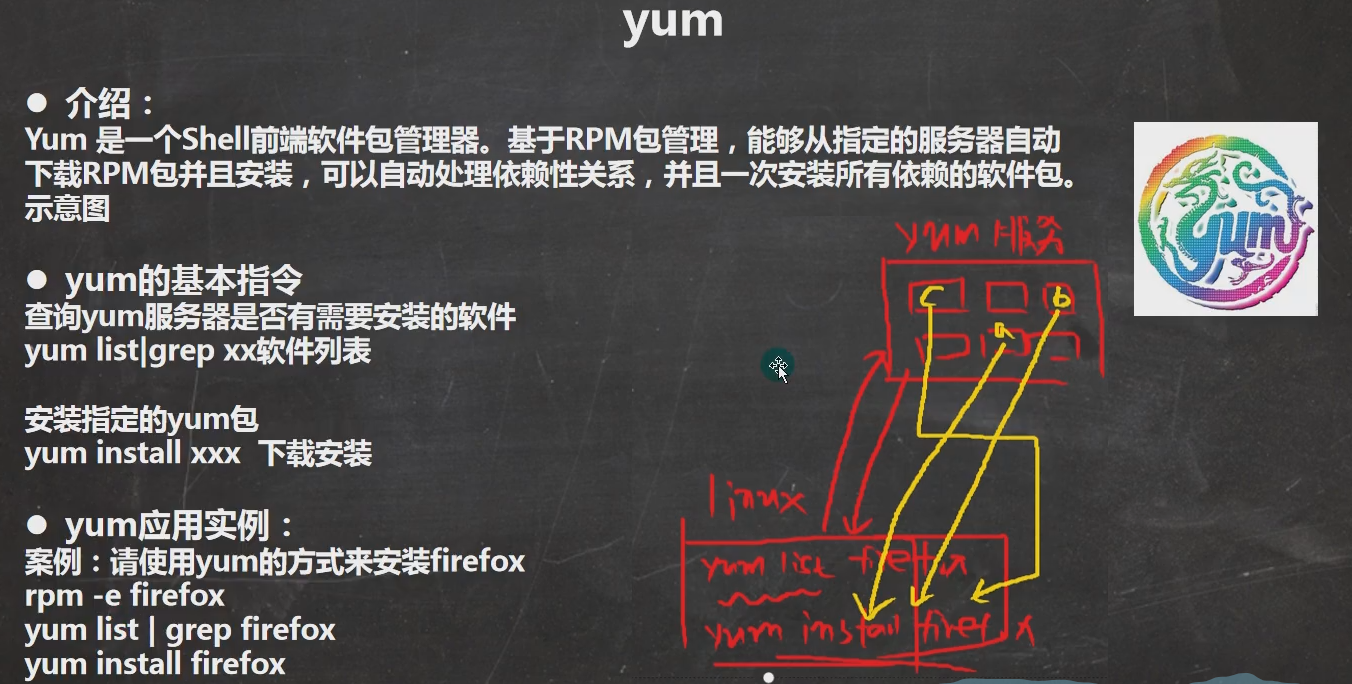 yum
● 介绍：
Yum 是一个Shell前端软件包管理器。基于RPM包管理，能够从指定的服务器自动
下载RPM包并且安装，可以自动处理依赖性关系，并且一次安装所有依赖的软件包。
示意图
● yum的基本指令
查询yum服务器是否有需要安装的软件
yum list|grep xx软件列表
安装指定的yum包
yum install xxx 下载安装
● yum应用实例：
案例：请使用yum的方式来安装firefox
rpm -e firefox
yum list | grep firefox
yum install firefox
yum
yum 服务
c
b
a
linux
yum list firefox
yum install firefox